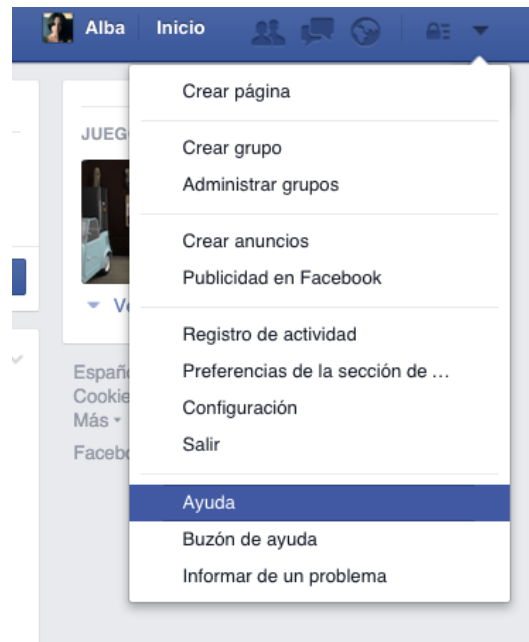 Alba Inicio
Crear página
JUEG
Crear grupo
Administrar grupos
Crear anuncios
Publicidad en Facebook
Registro de actividad
Preferencias de la sección de ...
Españ
Configuración
Cookie
Más
Salir
Faceb
Ayuda
Buzón de ayuda
Informar de un problema